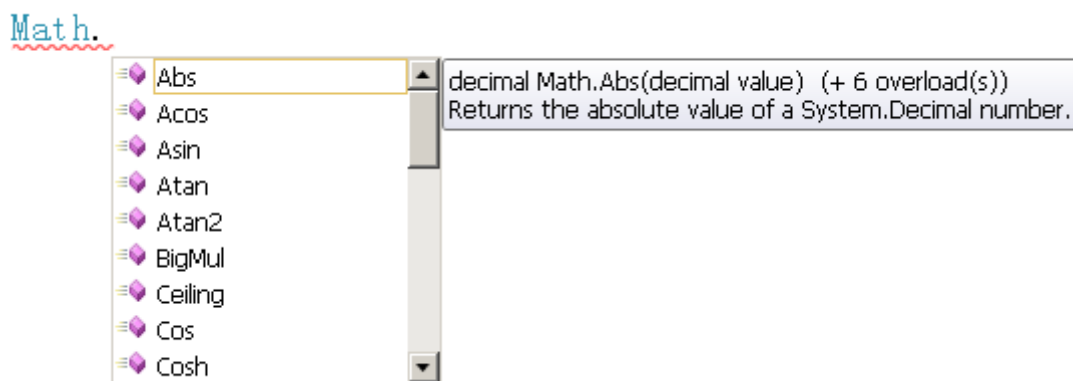 Math.
Abs
decimal Math.Abs(decimal value) (+ 6 overload(s))
Returns the absolute value of a System.Decimal number.
Acos
Asin
Atan
Atan2
BigMul
Ceiling
Cos
Cosh